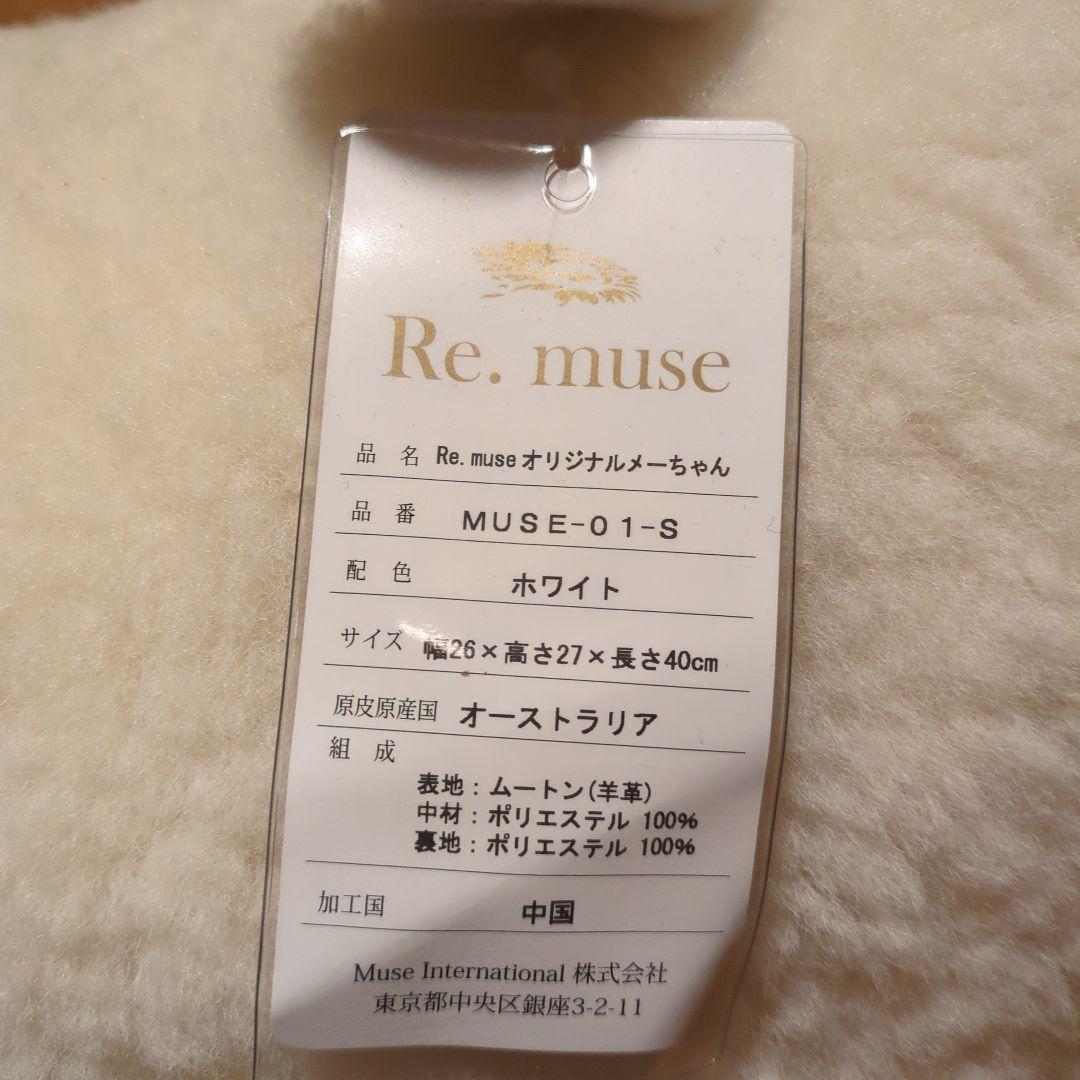 Re. muse
品 名 Re.museオリジナルメーちゃん
品 番 MUSE-01-S
配 色 ホワイト
サイズ 幅26×高さ27×長さ40cm
原皮原産国 オーストラリア
組 成
表地：ムートン(羊革)
中材：ポリエステル 100%
裏地：ポリエステル 100%
加工国 中国
Muse International 株式会社
東京都中央区銀座3-2-11